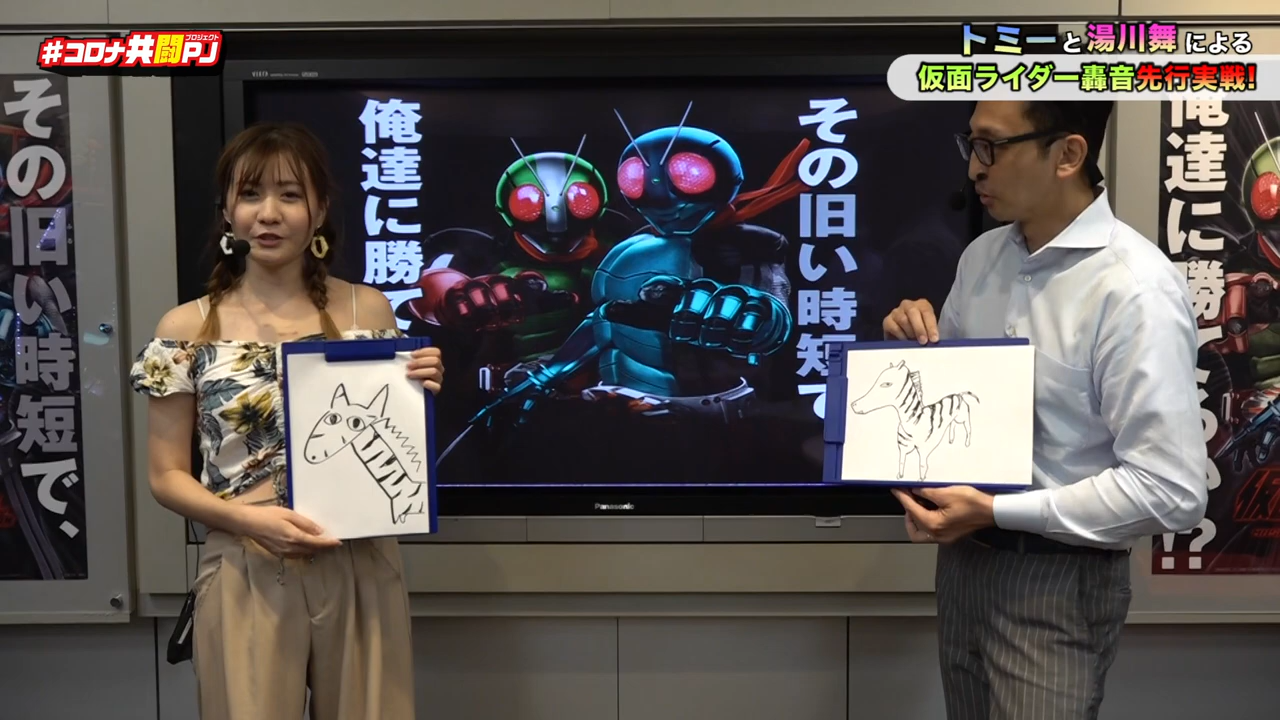 #コロナ共闘PJ
プロジェクト
トミーと湯川舞による
仮面ライダー轟音先行実戦!
その旧い時短で、
俺達に勝て
その旧い時短で
俺達に勝てる
!?
Panasonic